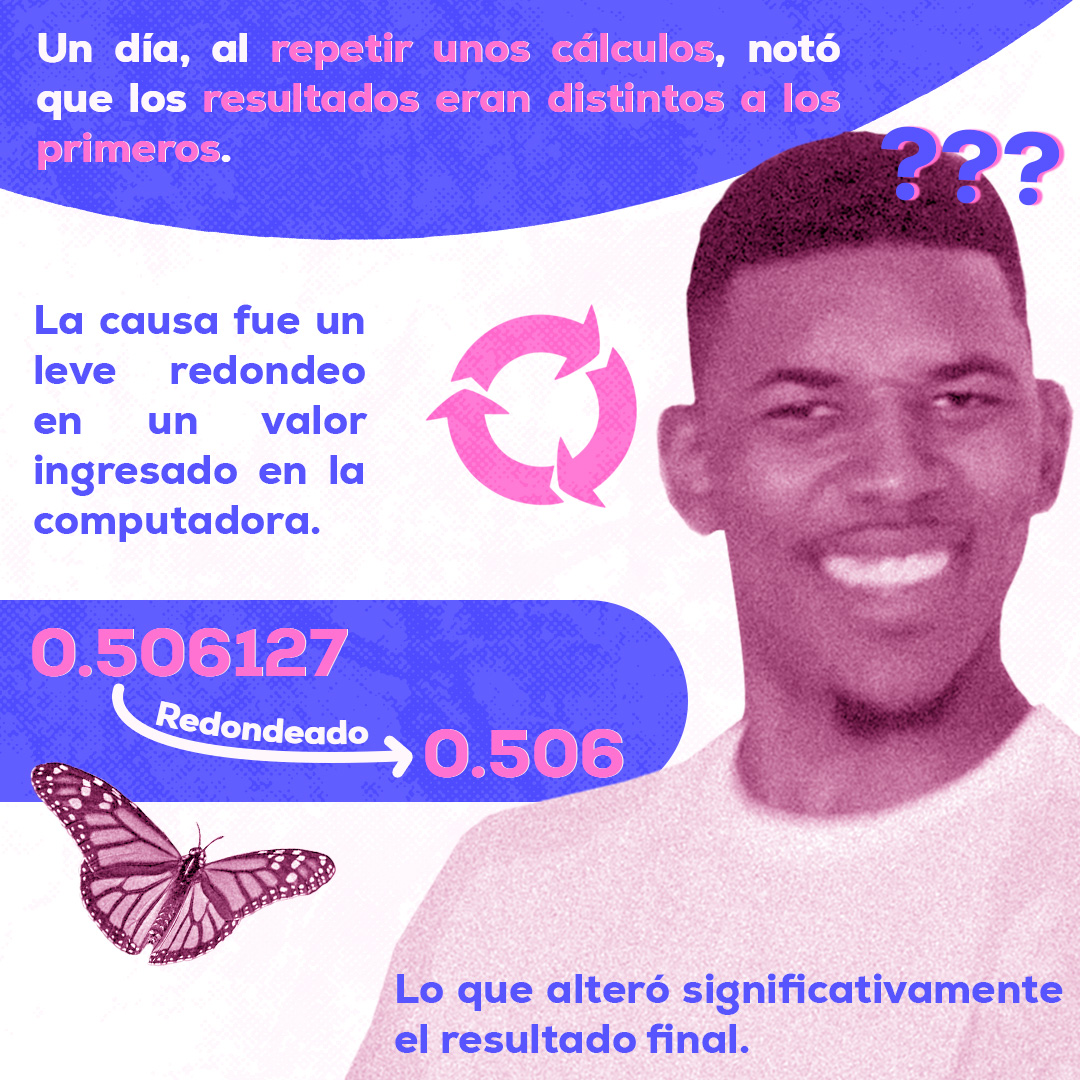 Un día, al repetir unos cálculos, notó
que los resultados eran distintos a los
primeros.
???
La causa fue un
leve redondeo
en un valor
ingresado en la
computadora.
0.506127
Redondeado
0.506
Lo que alteró significativamente
el resultado final.